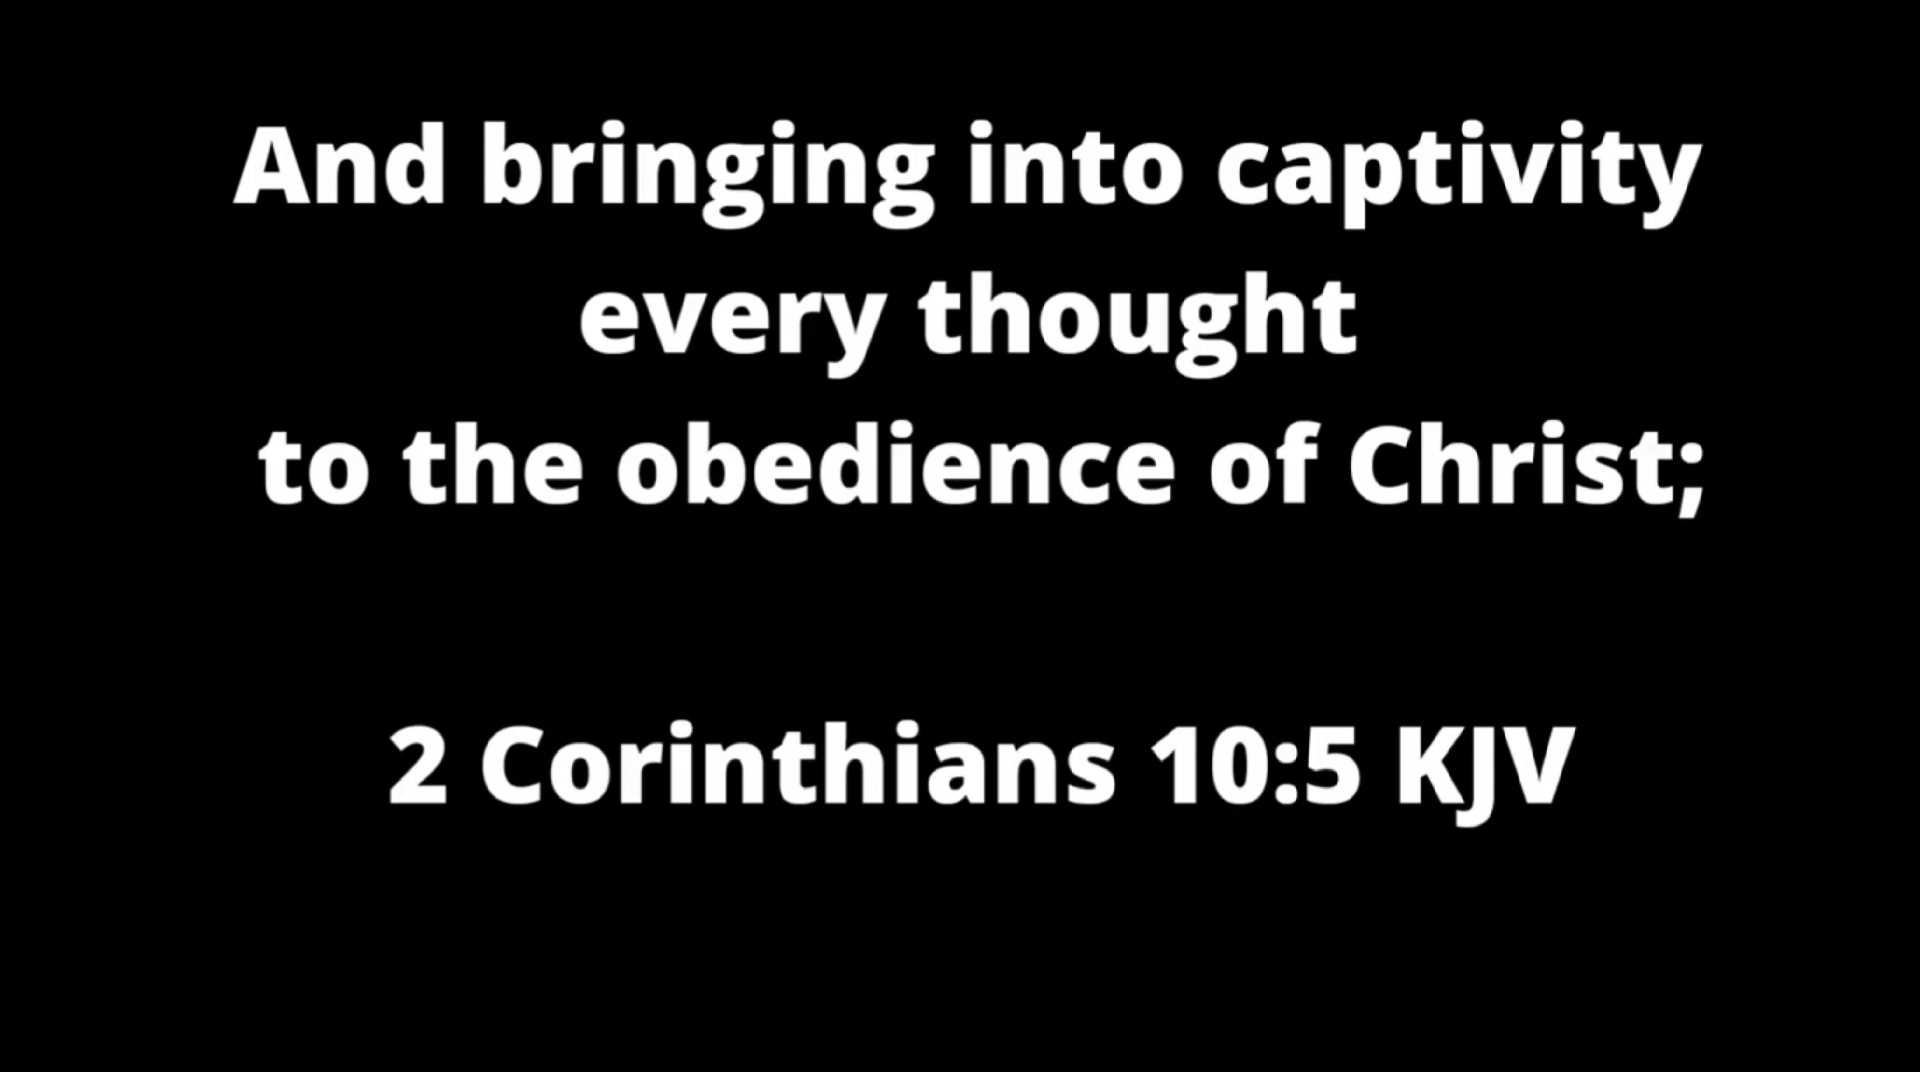 And bringing into captivity
every thought
to the obedience of Christ;
2 Corinthians 10:5 KJV